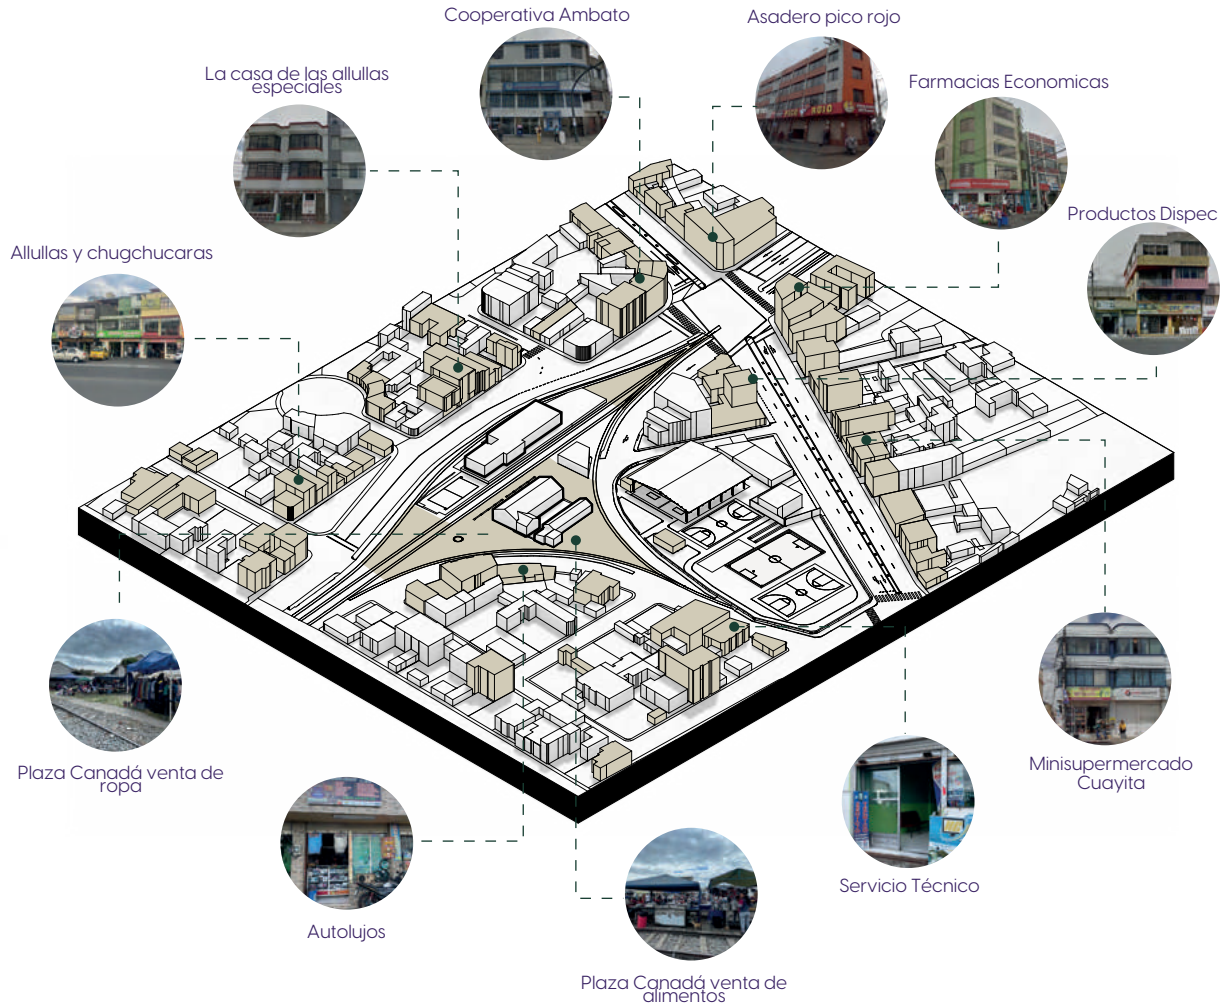 Cooperativa Ambato
Asadero pico rojo
La casa de las allullas
especiales
Farmacias Economicas
Productos Dispec
Allullas y chugchucaras
Plaza Canadá venta de
ropa
Minisupermercado
Cuayita
Servicio Técnico
Autolujos
Plaza Canadá venta de
alimentos